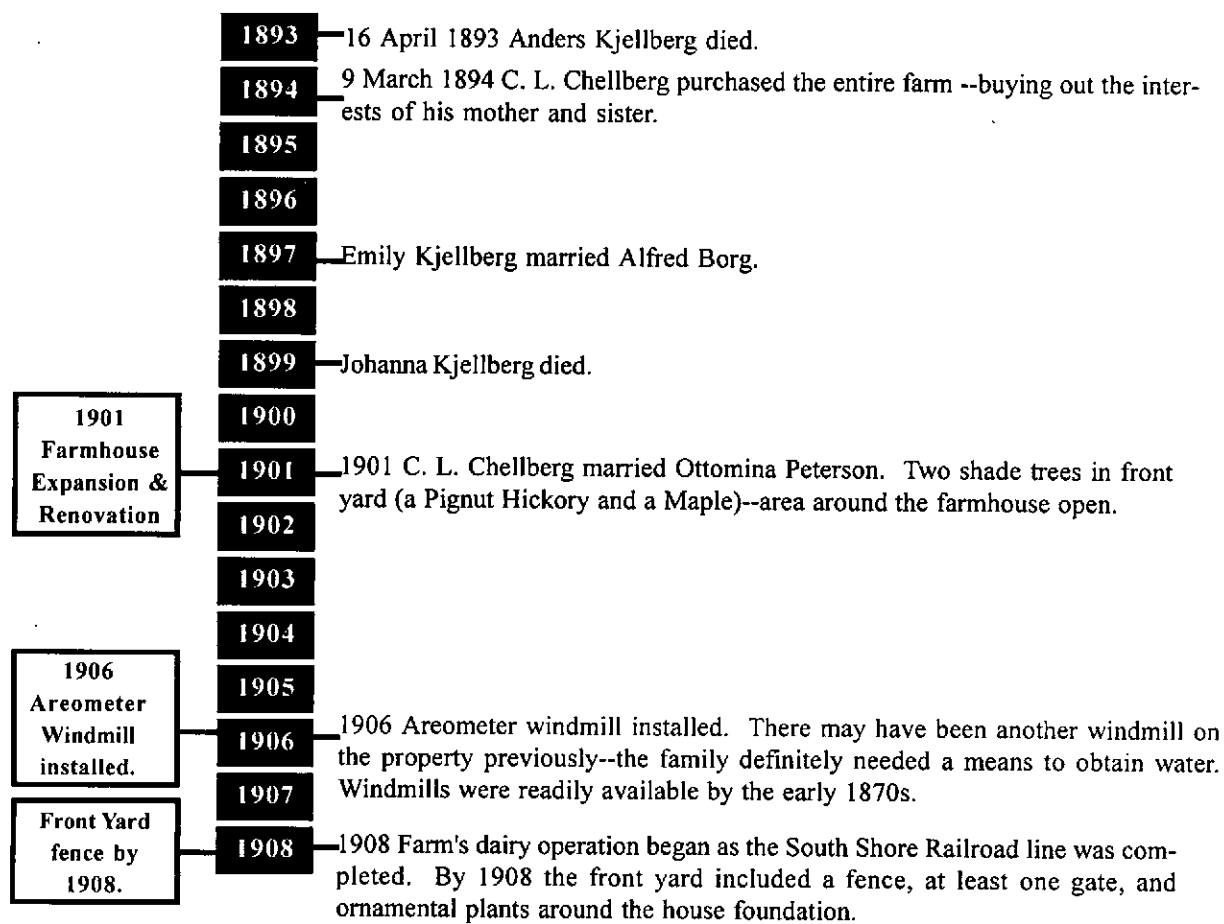 1893
16 April 1893 Anders Kjellberg died.
1894
9 March 1894 C. L. Chellberg purchased the entire farm --buying out the inter-
ests of his mother and sister.
1895
1896
1897
Emily Kjellberg married Alfred Borg.
1898
1899
Johanna Kjellberg died.
1900
1901
Farmhouse
Expansion &
Renovation
1901
1901 C. L. Chellberg married Ottomina Peterson. Two shade trees in front
yard (a Pignut Hickory and a Maple)--area around the farmhouse open.
1902
1903
1904
1905
1906
Areometer
Windmill
installed.
1906
1906 Areometer windmill installed. There may have been another windmill on
the property previously--the family definitely needed a means to obtain water.
Windmills were readily available by the early 1870s.
1907
Front Yard
fence by
1908.
1908
1908 Farm's dairy operation began as the South Shore Railroad line was com-
pleted. By 1908 the front yard included a fence, at least one gate, and
ornamental plants around the house foundation.